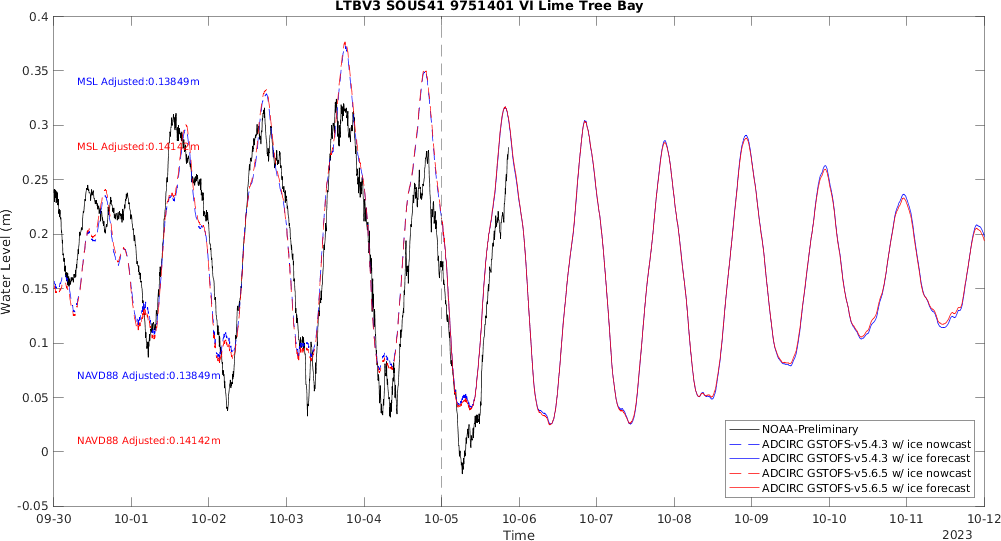 LTBV3 SOUS41 9751401 VI Lime Tree Bay
0.4
0.35
0.3
0.25
0.2
0.15
0.1
0.05
0
-0.05
Water Level (m)
MSL Adjusted:0.13849m
MSL Adjusted:0.14142m
NAVD88 Adjusted:0.13849m
NAVD88 Adjusted:0.14142m
NOAA-Preliminary
ADCIRC GSTOFS-v5.4.3 w/ ice nowcast
ADCIRC GSTOFS-v5.4.3 w/ ice forecast
ADCIRC GSTOFS-v5.6.5 w/ ice nowcast
ADCIRC GSTOFS-v5.6.5 w/ ice forecast
09-30 10-01 10-02 10-03 10-04 10-05 10-06 10-07 10-08 10-09 10-10 10-11 10-12
Time
2023